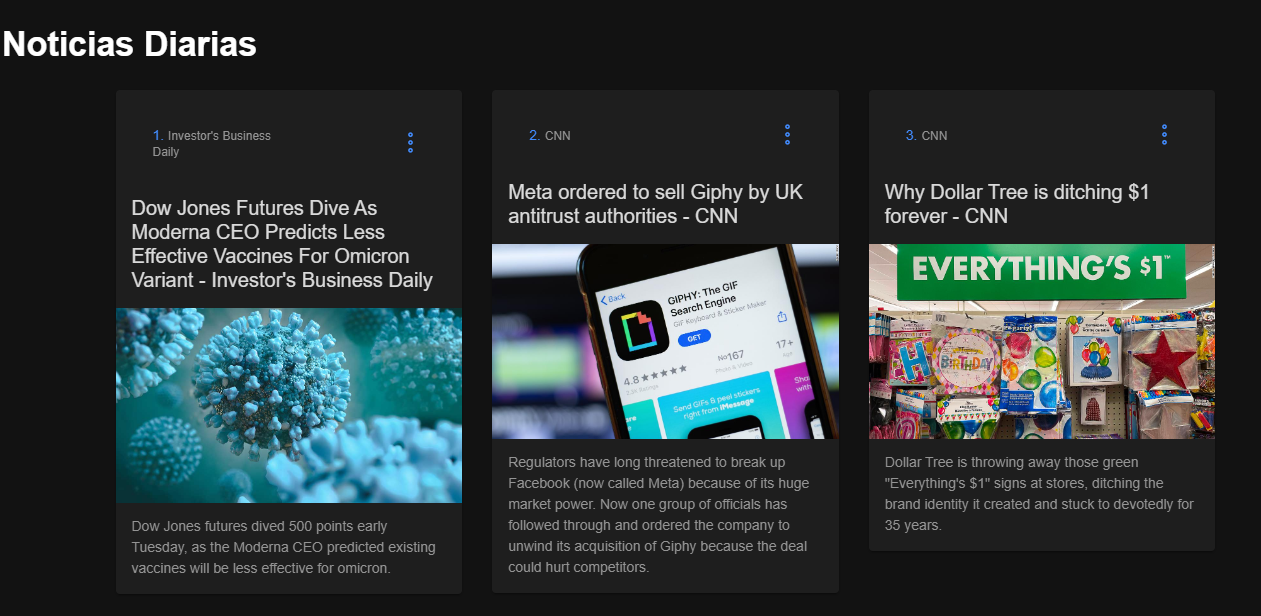 Noticias Diarias
1. Investor's Business
Daily
Dow Jones Futures Dive As
Moderna CEO Predicts Less
Effective Vaccines For Omicron
Variant - Investor's Business Daily
Dow Jones futures dived 500 points early
Tuesday, as the Moderna CEO predicted existing
vaccines will be less effective for omicron.
2. CNN
Meta ordered to sell Giphy by UK
antitrust authorities - CNN
Back
GIPHY: The GIF
Search Engine
GIF Keyboard & Sticker Maker
GET
4.8 ★★★★★
No167
17+
Photo & Video
Age
Send GIFs & peel stickers
right from iMessage
Regulators have long threatened to break up
Facebook (now called Meta) because of its huge
market power. Now one group of officials has
followed through and ordered the company to
unwind its acquisition of Giphy because the deal
could hurt competitors.
3. CNN
Why Dollar Tree is ditching $1
forever - CNN
EVERYTHING'S $1™
BIRTHDAY
Dollar Tree is throwing away those green
"Everything's $1" signs at stores, ditching the
brand identity it created and stuck to devotedly for
35 years.